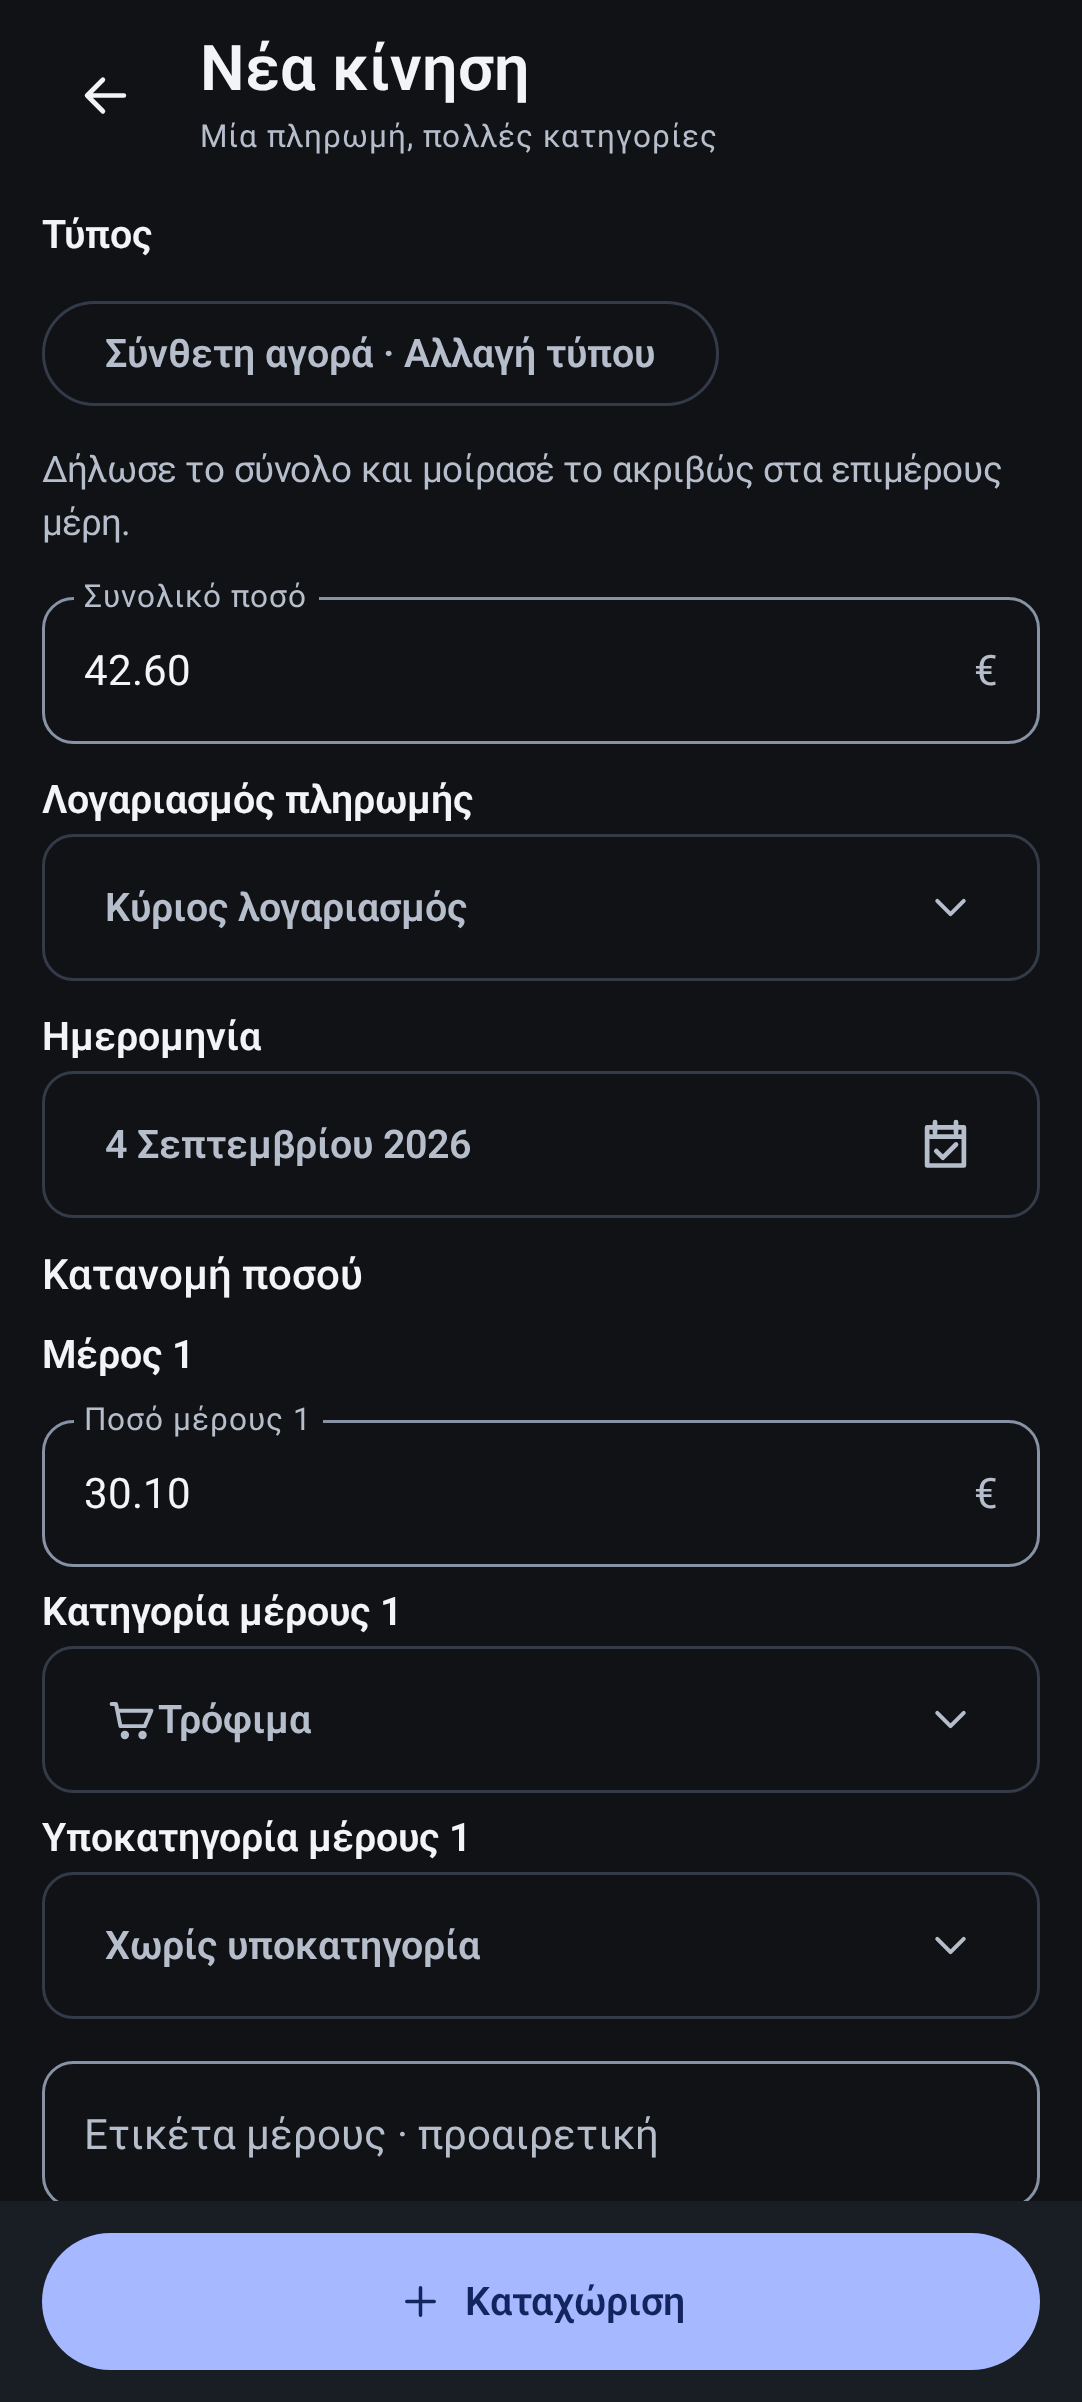 Νέα κίνηση
Μία πληρωμή, πολλές κατηγορίες
Τύπος
Σύνθετη αγορά · Αλλαγή τύπου
Δήλωσε το σύνολο και μοίρασέ το ακριβώς στα επιμέρους
μέρη.
Συνολικό ποσό
42.60 €
Λογαριασμός πληρωμής
Κύριος λογαριασμός
Ημερομηνία
4 Σεπτεμβρίου 2026
Κατανομή ποσού
Μέρος 1
Ποσό μέρους 1
30.10 €
Κατηγορία μέρους 1
Τρόφιμα
Υποκατηγορία μέρους 1
Χωρίς υποκατηγορία
Ετικέτα μέρους · προαιρετική
+ Καταχώριση